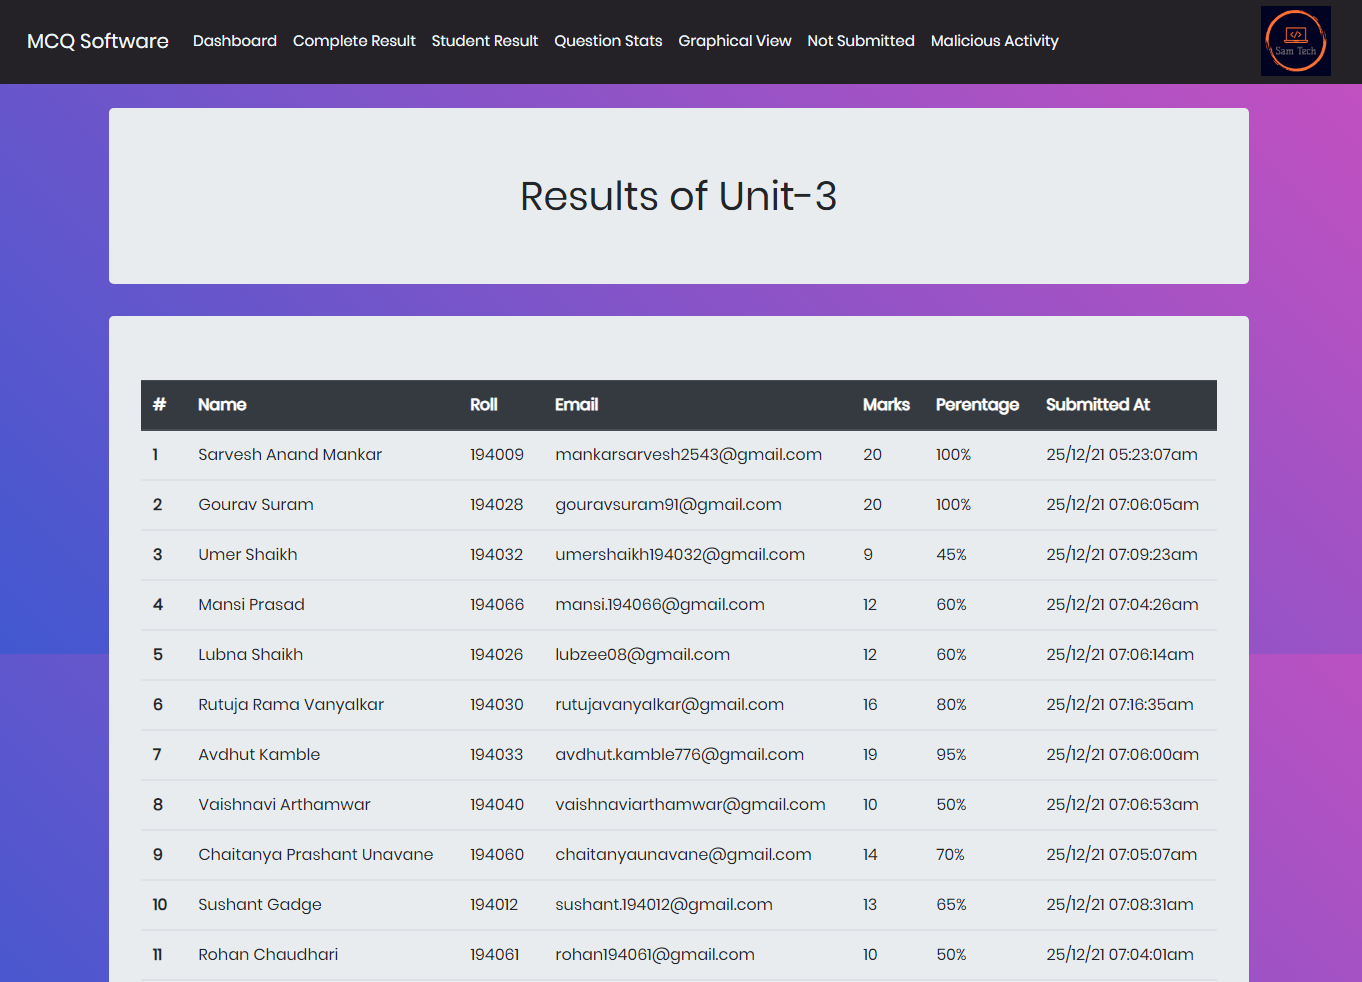 MCQ Software Dashboard Complete Result Student Result Question Stats Graphical View Not Submitted Malicious Activity
</>
Sam Tech
Results of Unit-3
# Name Roll Email Marks Perentage Submitted At
1 Sarvesh Anand Mankar 194009 mankarsarvesh2543@gmail.com 20 100% 25/12/21 05:23:07am
2 Gourav Suram 194028 gouravsuram91@gmail.com 20 100% 25/12/21 07:06:05am
3 Umer Shaikh 194032 umershaikh194032@gmail.com 9 45% 25/12/21 07:09:23am
4 Mansi Prasad 194066 mansi.194066@gmail.com 12 60% 25/12/21 07:04:26am
5 Lubna Shaikh 194026 lubzee08@gmail.com 12 60% 25/12/21 07:06:14am
6 Rutuja Rama Vanyalkar 194030 rutujavanyalkar@gmail.com 16 80% 25/12/21 07:16:35am
7 Avdhut Kamble 194033 avdhut.kamble776@gmail.com 19 95% 25/12/21 07:06:00am
8 Vaishnavi Arthamwar 194040 vaishnaviarthamwar@gmail.com 10 50% 25/12/21 07:06:53am
9 Chaitanya Prashant Unavane 194060 chaitanyaunavane@gmail.com 14 70% 25/12/21 07:05:07am
10 Sushant Gadge 194012 sushant.194012@gmail.com 13 65% 25/12/21 07:08:31am
11 Rohan Chaudhari 194061 rohan194061@gmail.com 10 50% 25/12/21 07:04:01am